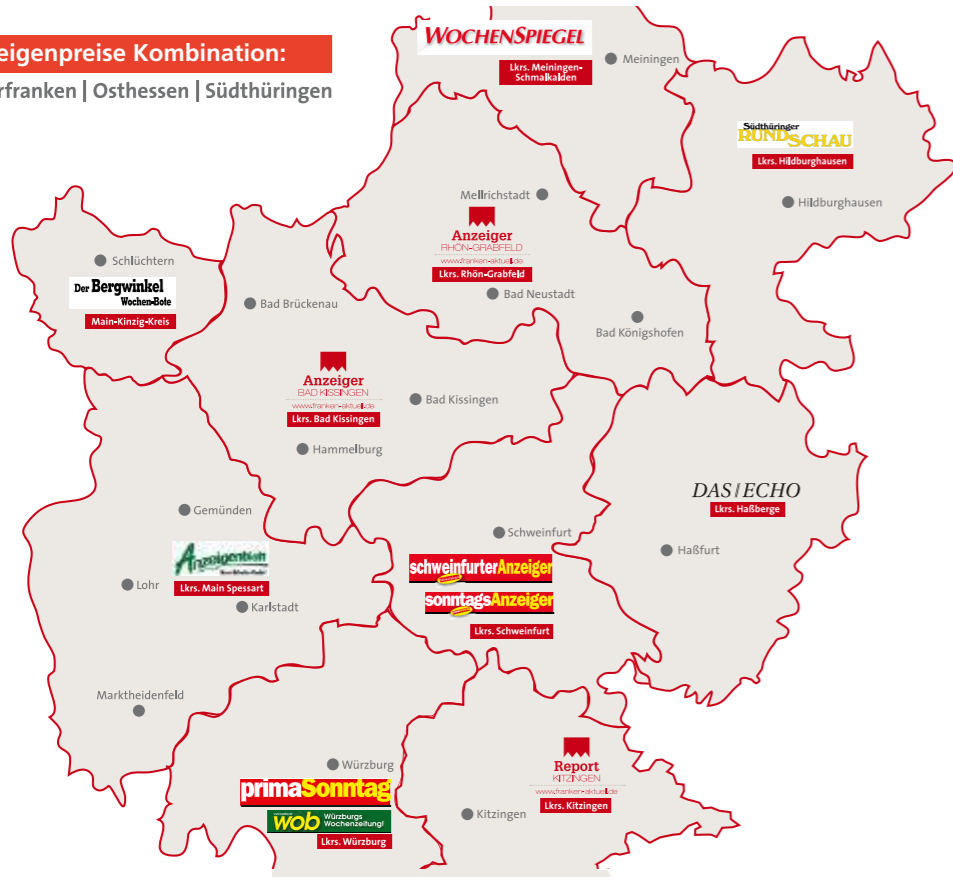 eigenpreise Kombination:
rfranken | Osthessen | Südthüringen
WOCHENSPIEGEL
Lkrs. Meiningen-
Schmalkalden
Meiningen
Südthüringer
RUNDSCHAU
Lkrs. Hildburghausen
Hildburghausen
Mellrichstadt
Anzeiger
RHÖN-GRABFELD
www.franken-aktuell.de
Lkrs. Rhön-Grabfeld
Bad Neustadt
Bad Königshofen
Schlüchtern
Der Bergwinkel
Wochen-Bote
Main-Kinzig-Kreis
Bad Brückenau
Anzeiger
BAD KISSINGEN
www.franken-aktuell.de
Lkrs. Bad Kissingen
Bad Kissingen
Hammelburg
DAS ECHO
Lkrs. Haßberge
Haßfurt
Gemünden
Anzeigenblatt
Lkrs. Main Spessart
Lohr
Karlstadt
Marktheidenfeld
Schweinfurt
schweinfurterAnzeiger
sonntagsAnzeiger
Lkrs. Schweinfurt
Würzburg
primaSonntag
wob Würzburgs
Wochenzeitung!
Lkrs. Würzburg
Report
KITZINGEN
www.franken-aktuell.de
Lkrs. Kitzingen
Kitzingen